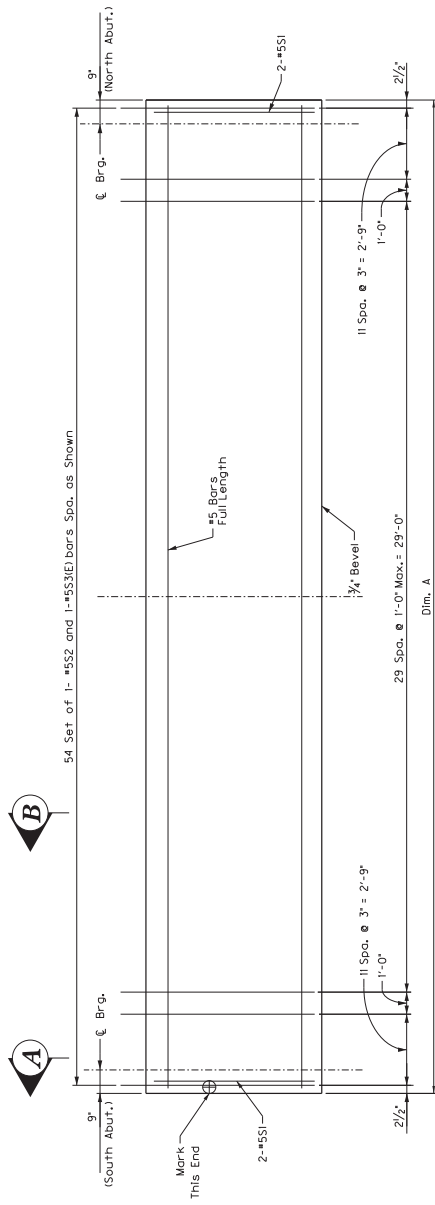 A
B
9"
(South Abut.)
℄ Brg.
54 Set of 1- #5S2 and 1-#5S3(E) bars Spa. as Shown
℄ Brg.
9"
(North Abut.)
Mark
This End
2-#5S1
#5 Bars
Full Length
¾" Bevel
2-#5S1
2½"
11 Spa. @ 3" = 2'-9"
1'-0"
29 Spa. @ 1'-0" Max. = 29'-0"
11 Spa. @ 3" = 2'-9"
1'-0"
2½"
Dim. A